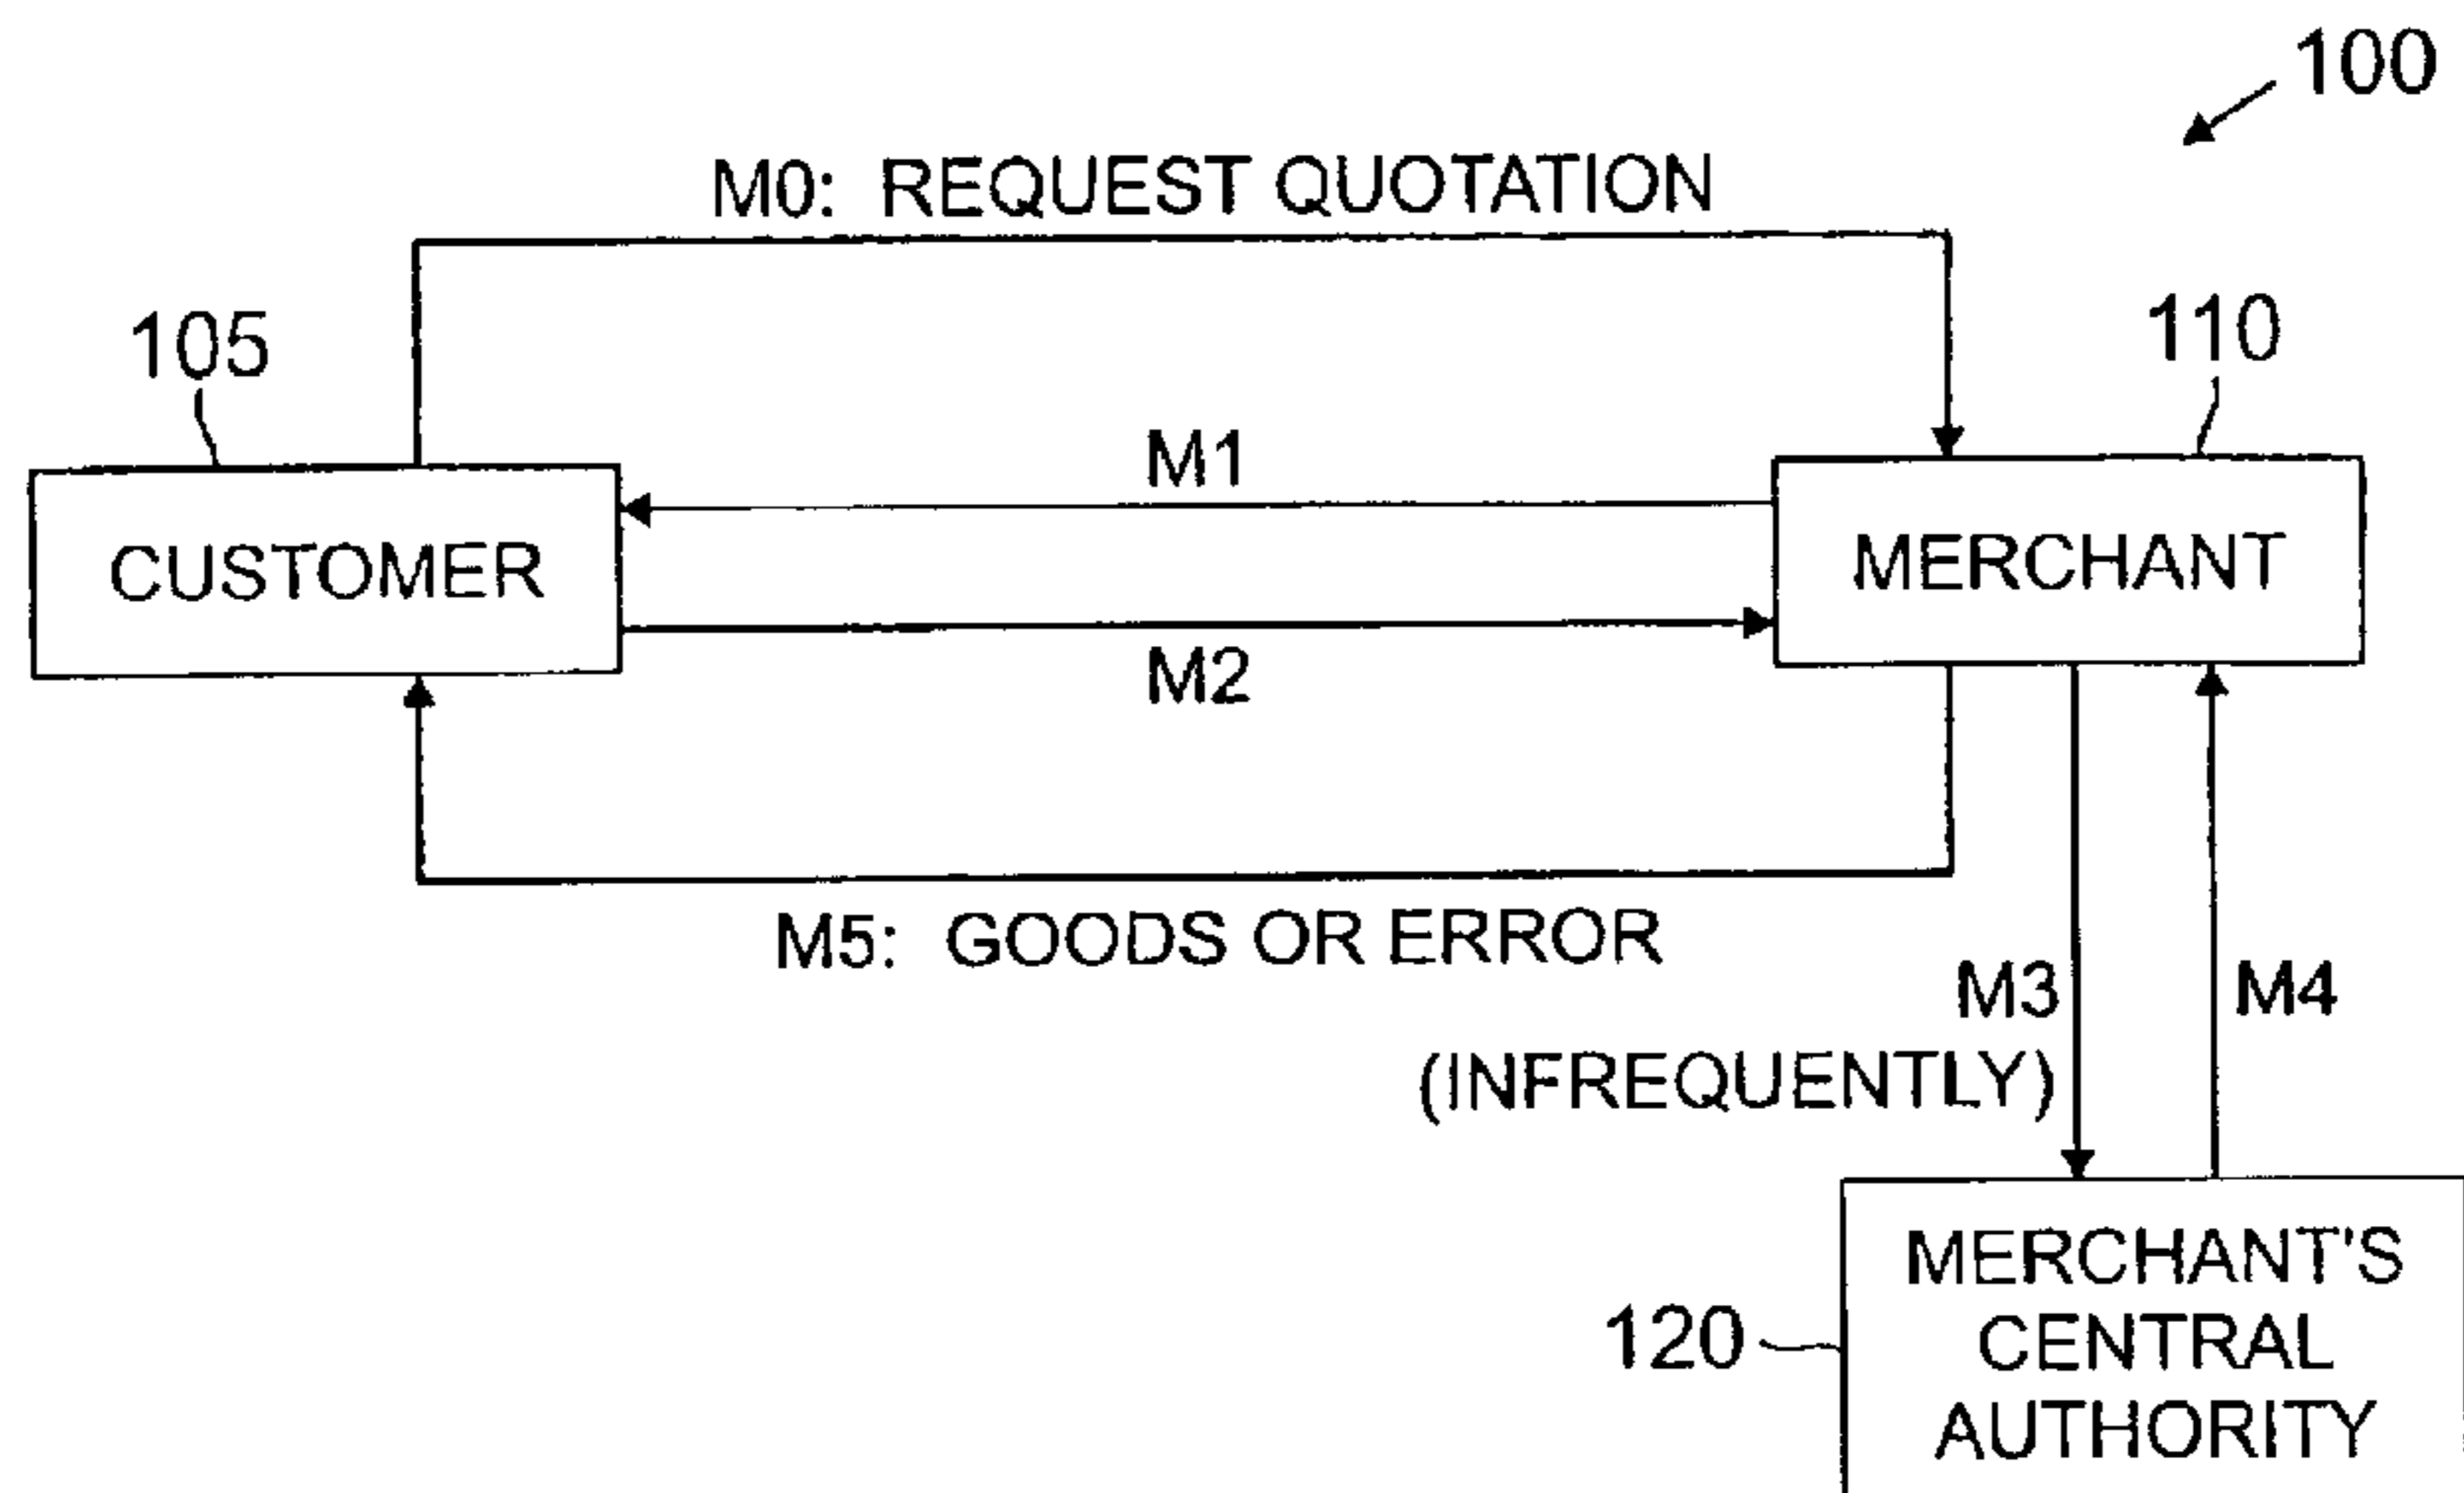 100
M0: REQUEST QUOTATION
105
110
M1
CUSTOMER
MERCHANT
M2
M5: GOODS OR ERROR
M3
M4
(INFREQUENTLY)
120
MERCHANT'S
CENTRAL
AUTHORITY